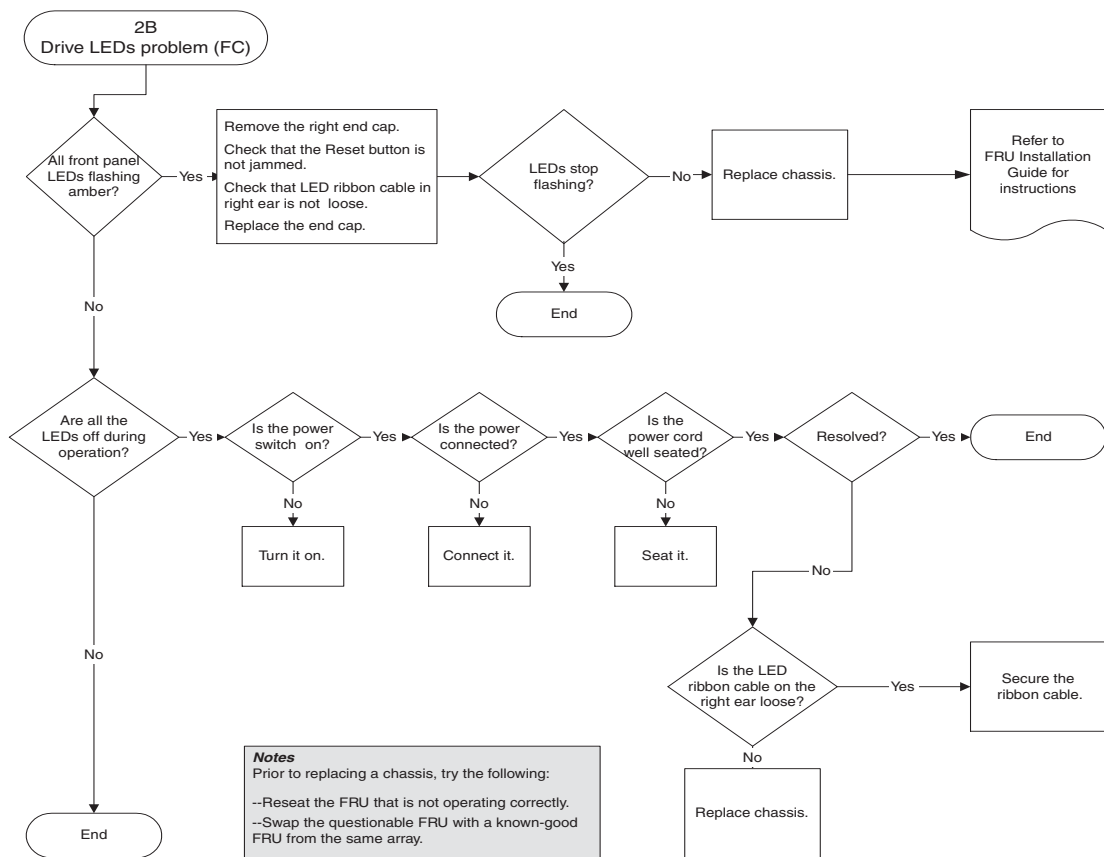 2B
Drive LEDs problem (FC)
All front panel
LEDs flashing
amber?
Yes
Remove the right end cap.
Check that the Reset button is
not jammed.
Check that LED ribbon cable in
right ear is not loose.
Replace the end cap.
LEDs stop
flashing?
No
Replace chassis.
Refer to
FRU Installation
Guide for
instructions
Yes
End
No
Are all the
LEDs off during
operation?
Yes
Is the power
switch on?
Yes
Is the power
connected?
Yes
Is the
power cord
well seated?
Yes
Resolved?
Yes
End
No
Turn it on.
No
Connect it.
No
Seat it.
No
Is the LED
ribbon cable on the
right ear loose?
Yes
Secure the
ribbon cable.
No
Replace chassis.
No
End
Notes
Prior to replacing a chassis, try the following:
--Reseat the FRU that is not operating correctly.
--Swap the questionable FRU with a known-good
FRU from the same array.